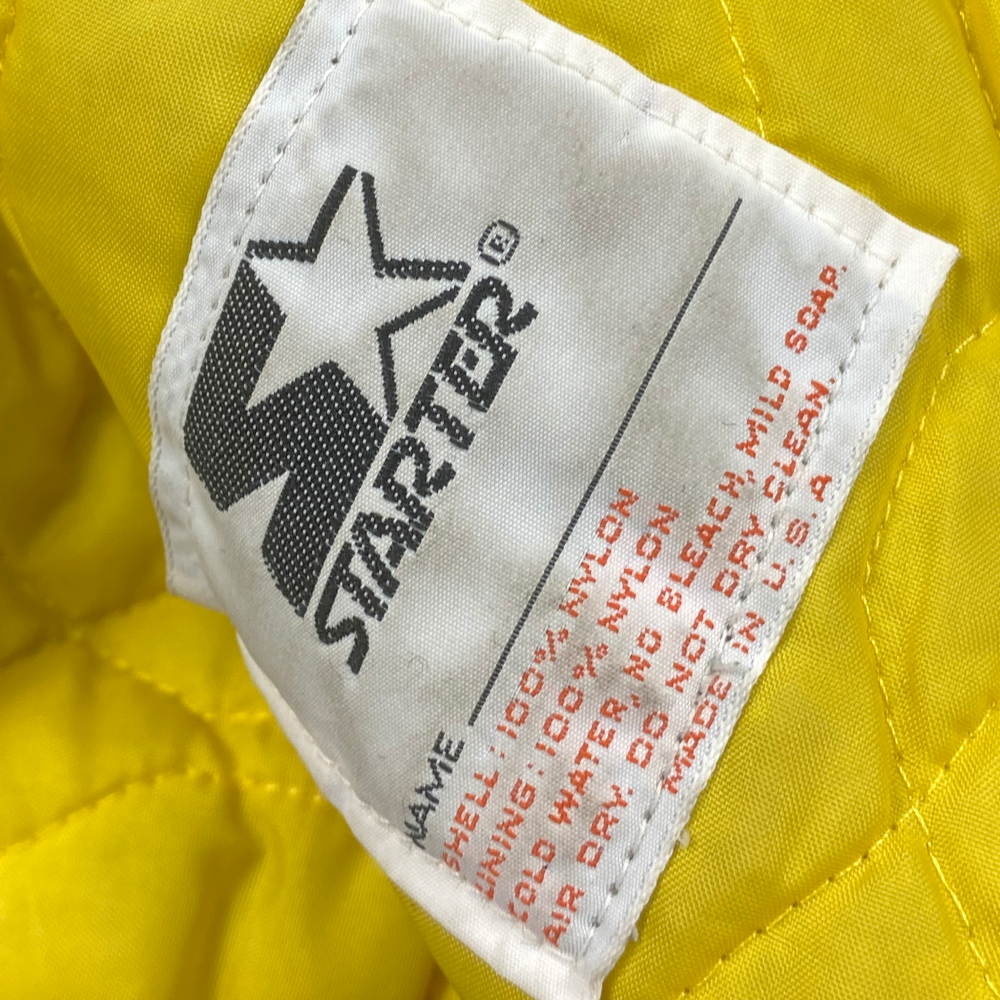 STARTER®
NAME
SHELL: 100% NYLON
LINING: 100% NYLON
COLD WATER, NO BLEACH, MILD SOAP.
AIR DRY. DO NOT DRY CLEAN.
MADE IN U.S.A